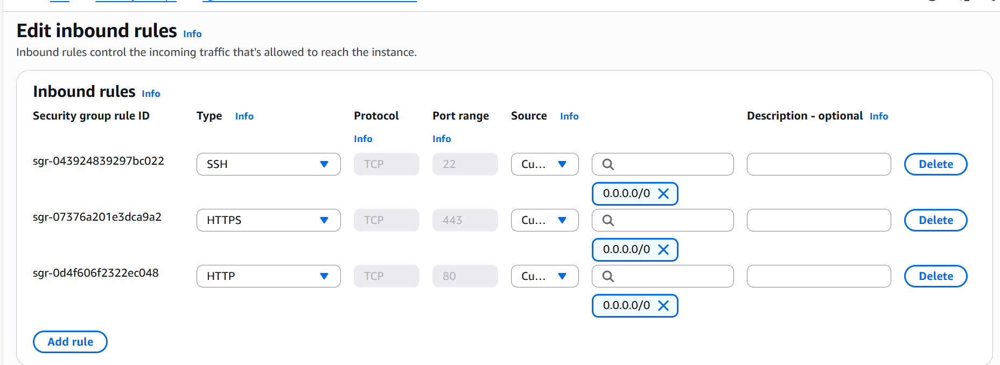 Edit inbound rules Info
Inbound rules control the incoming traffic that's allowed to reach the instance.
Inbound rules Info
Security group rule ID Type Info Protocol Info Port range Info Source Info Description - optional Info
sgr-043924839297bc022 SSH TCP 22 Cu... Delete
0.0.0.0/0
sgr-07376a201e3dca9a2 HTTPS TCP 443 Cu... Delete
0.0.0.0/0
sgr-0d4f606f2322ec048 HTTP TCP 80 Cu... Delete
0.0.0.0/0
Add rule